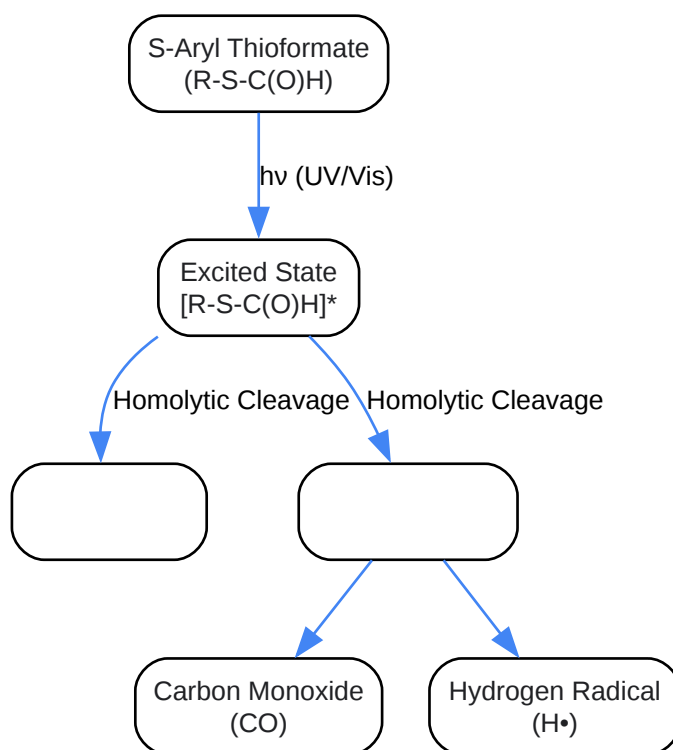 S-Aryl Thioformate
(R-S-C(O)H)
hν (UV/Vis)
Excited State
[R-S-C(O)H]*
Homolytic Cleavage
Homolytic Cleavage
Carbon Monoxide
(CO)
Hydrogen Radical
(H•)